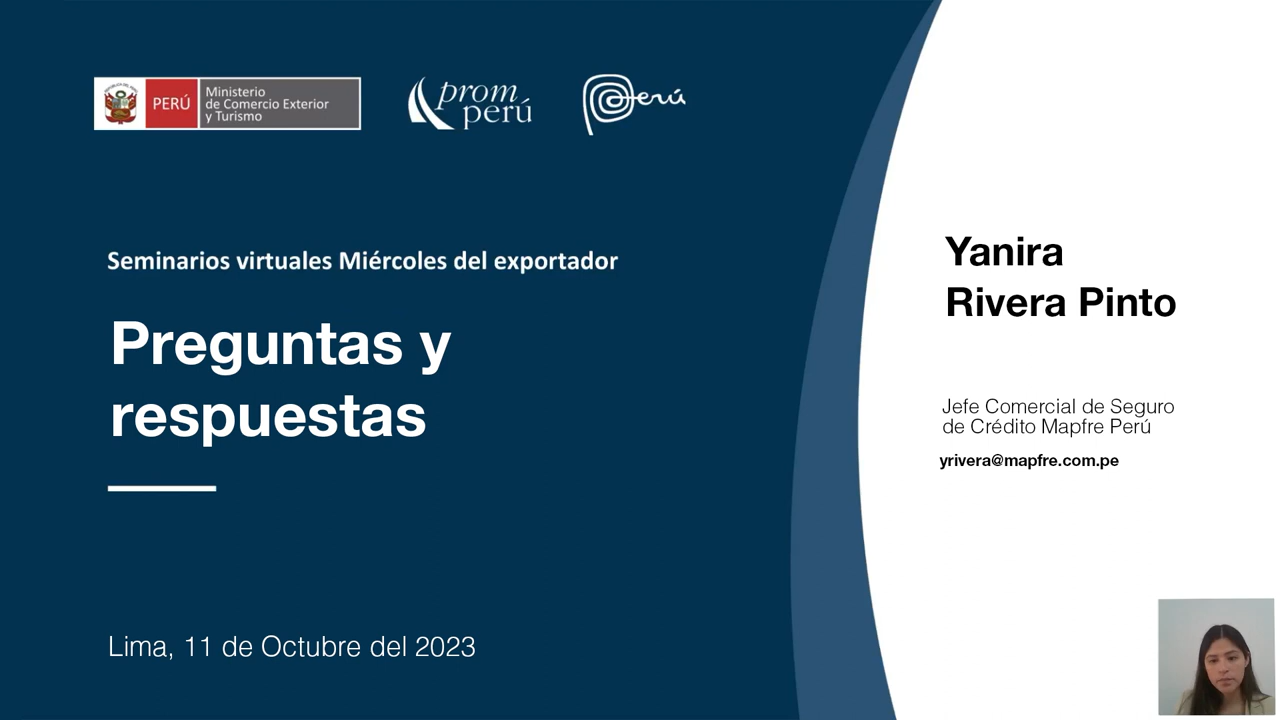 PERÚ
Ministerio
de Comercio Exterior
y Turismo
prom
perú
Perú
Seminarios virtuales Miércoles del exportador
Preguntas y
respuestas
Lima, 11 de Octubre del 2023
Yanira
Rivera Pinto
Jefe Comercial de Seguro
de Crédito Mapfre Perú
yrivera@mapfre.com.pe